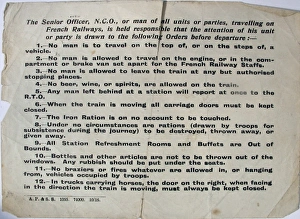 The Senior Officer, N.C.O., or man of all units or parties, travelling on
French Railways, is held responsible that the attention of his unit
or party is drawn to the following Orders before departure:—
1.—No man is to travel on the top of, or on the steps of, a
vehicle.
2.—No man is allowed to travel on the engine, or in the com-
partment or brake van set apart for the French Railway Staffs.
3.—No man is allowed to leave the train at any but authorised
stopping places.
4.—No beer, wine, or spirits, are allowed on the train.
5.—Any man left behind at a station will report at once to the
R.T.O.
6.—When the train is moving all carriage doors must be kept
closed.
7.—The Iron Ration is on no account to be touched.
8.—Under no circumstances are rations (drawn by troops for
subsistence during the journey) to be destroyed, thrown away, or
given away.
9.—All Station Refreshment Rooms and Buffets are Out of
Bounds.
10.—Bottles and other articles are not to be thrown out of the
windows. Any rubbish should be put under the seats.
11.—No braziers or fires whatever are allowed, in or hanging
from, vehicles occupied by troops.
12.—In trucks carrying horses, the door on the right, when facing
in the direction the train is moving, must always be kept closed.
A.P. & S.S.